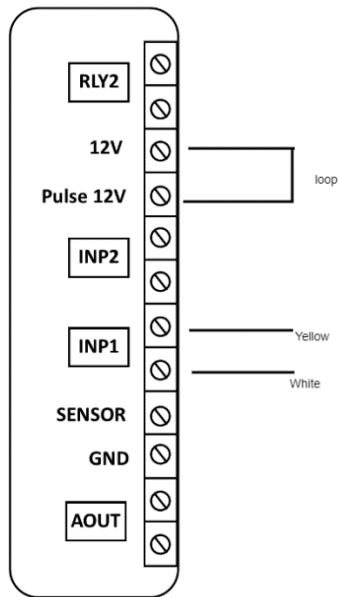 RLY2
12V
loop
Pulse 12V
INP2
INP1
Yellow
White
SENSOR
GND
AOUT